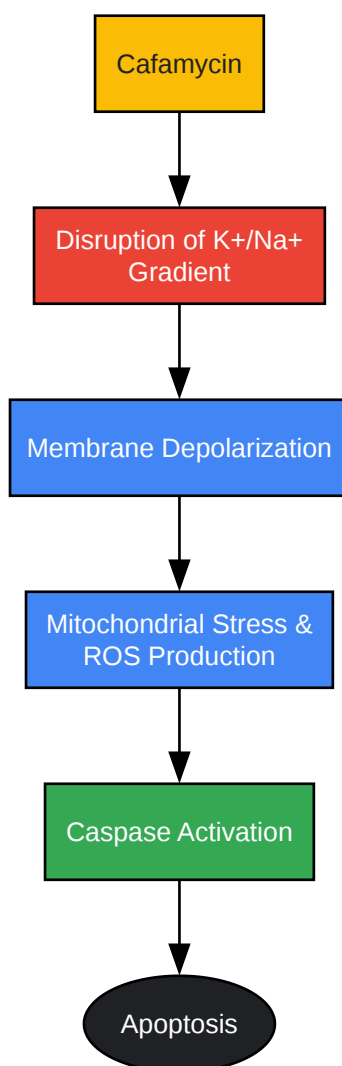 Cafamycin
Disruption of K+/Na+
Gradient
Membrane Depolarization
Mitochondrial Stress &
ROS Production
Caspase Activation
Apoptosis